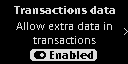 Transactions data
Allow extra data in
transactions
Enabled